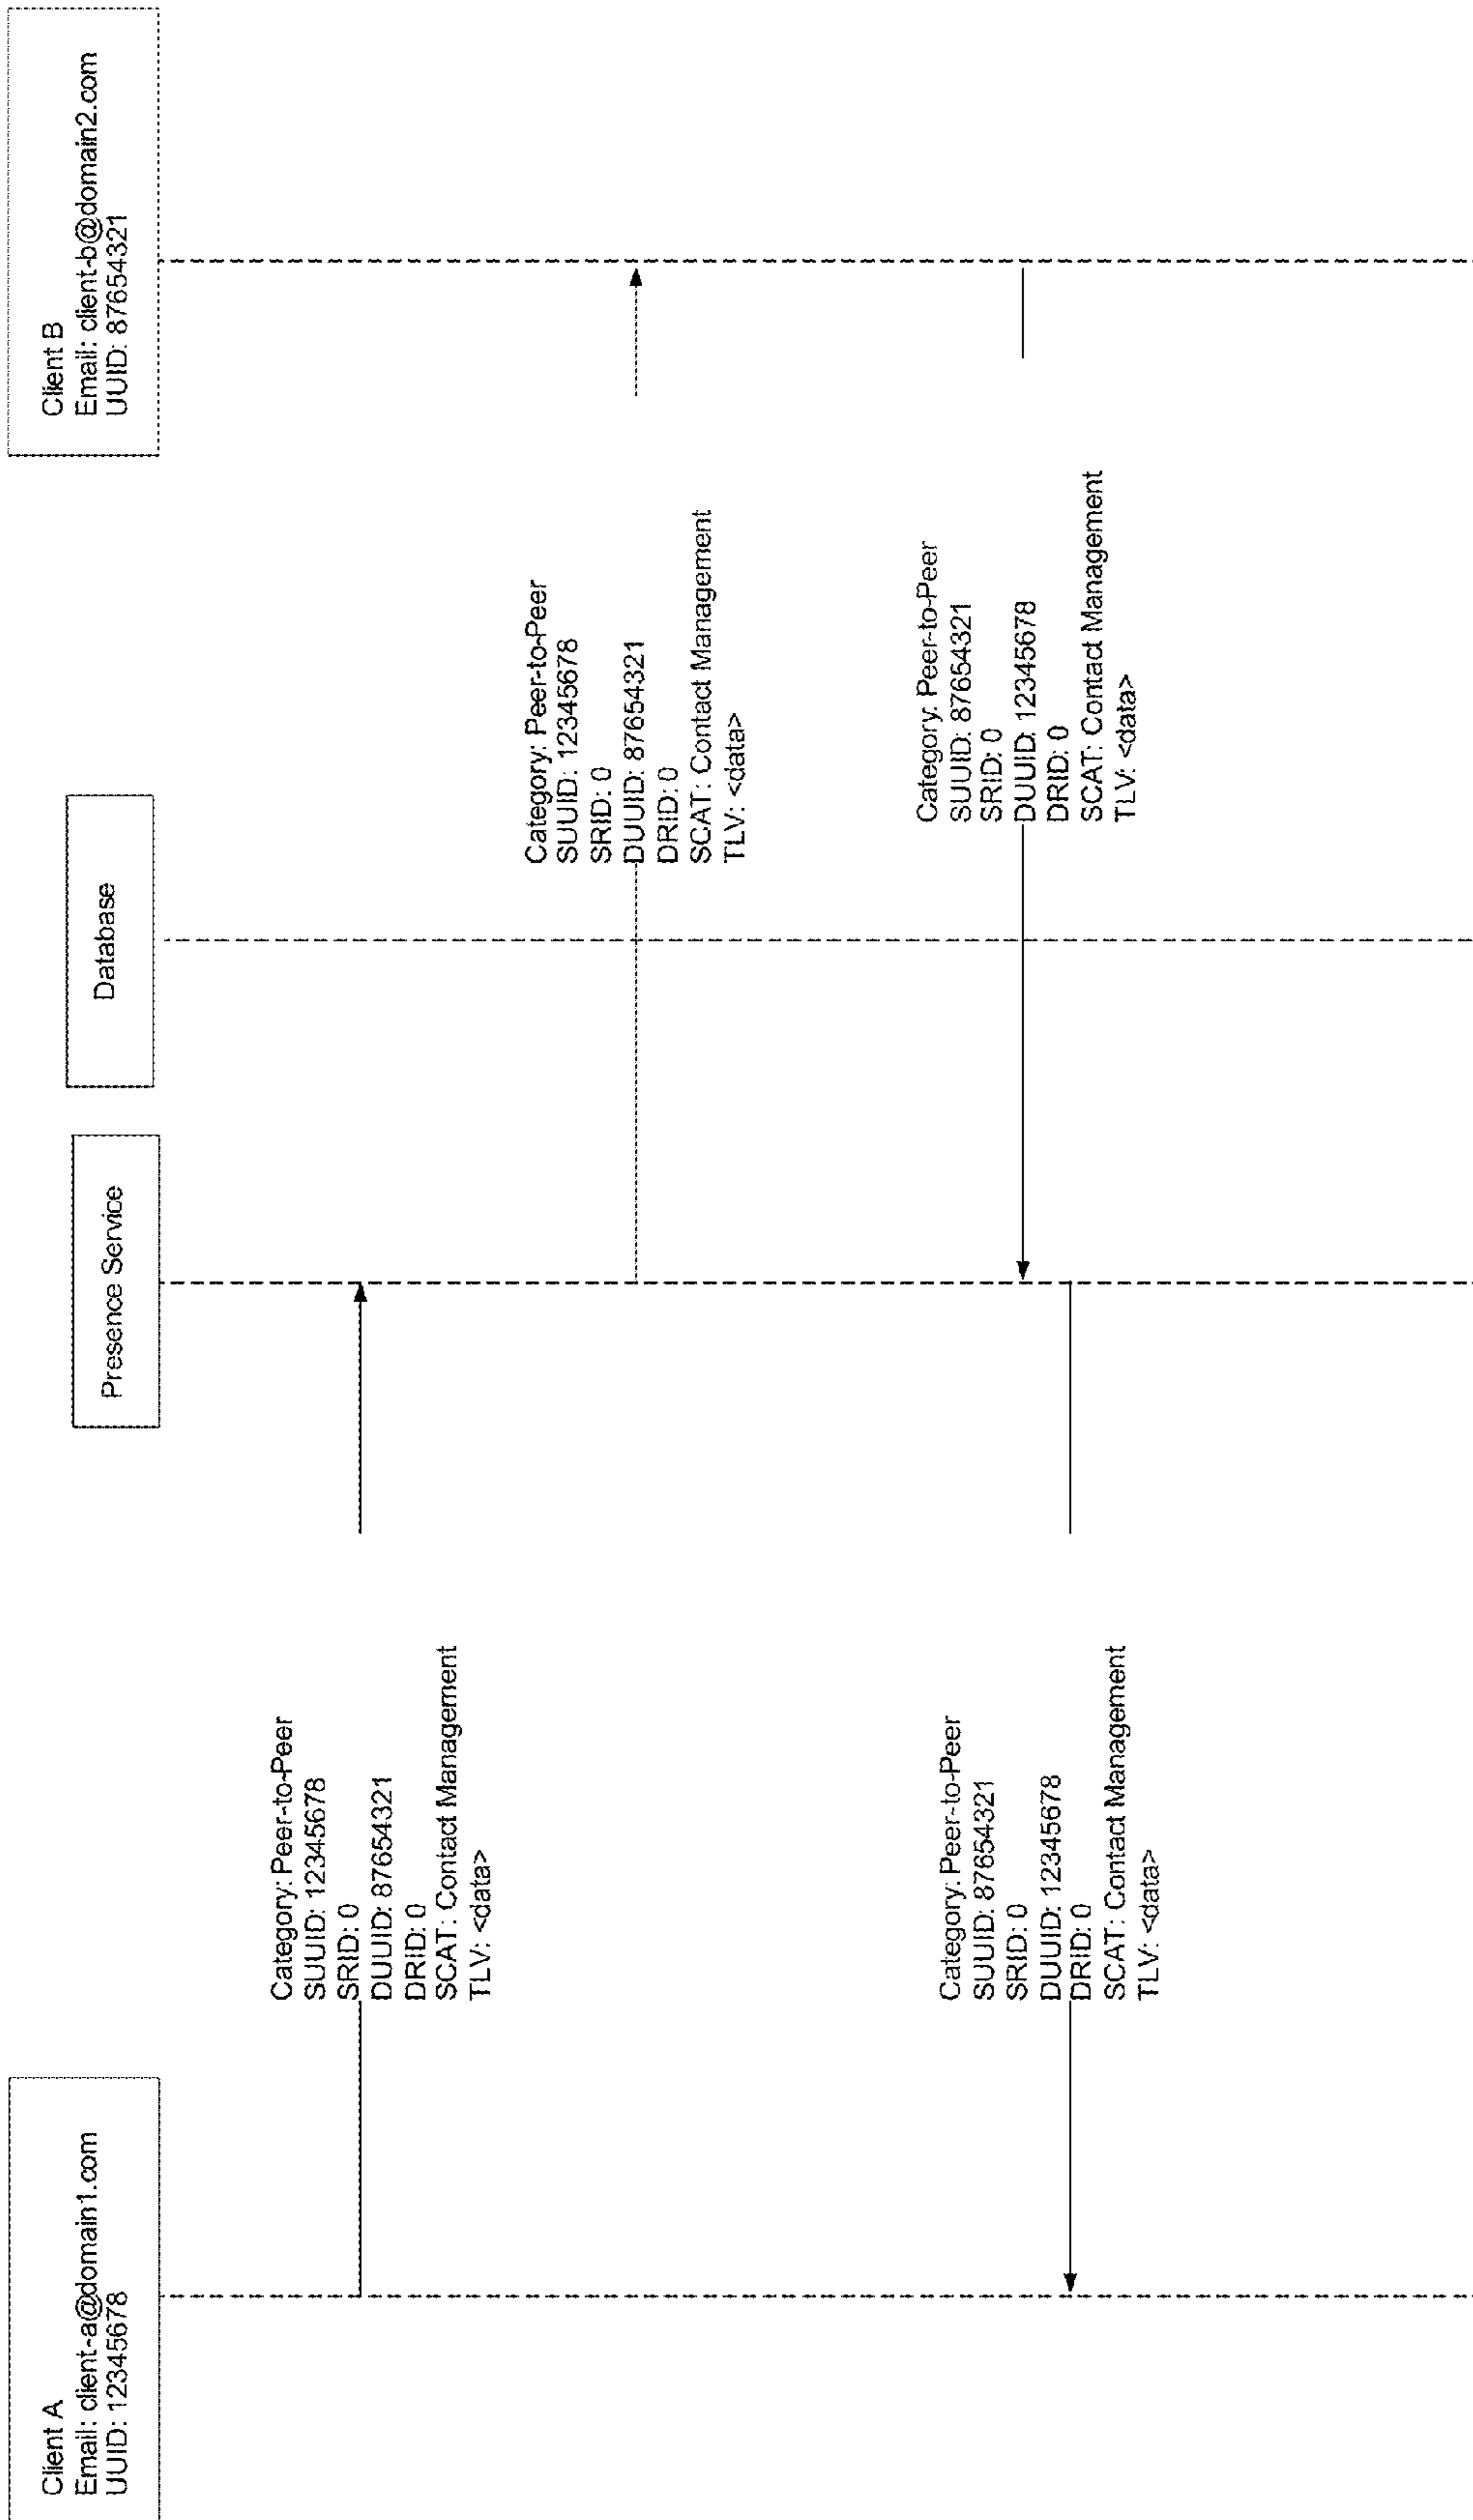 Client A
Email: client-a@domain1.com
UUID: 12345678
Presence Service
Database
Client B
Email: client-b@domain2.com
UUID: 87654321
Category: Peer-to-Peer
SUUID: 12345678
SRID: 0
DUUID: 87654321
DRID: 0
SCAT: Contact Management
TLV: <data>
Category: Peer-to-Peer
SUUID: 12345678
SRID: 0
DUUID: 87654321
DRID: 0
SCAT: Contact Management
TLV: <data>
Category: Peer-to-Peer
SUUID: 87654321
SRID: 0
DUUID: 12345678
DRID: 0
SCAT: Contact Management
TLV: <data>
Category: Peer-to-Peer
SUUID: 87654321
SRID: 0
DUUID: 12345678
DRID: 0
SCAT: Contact Management
TLV: <data>